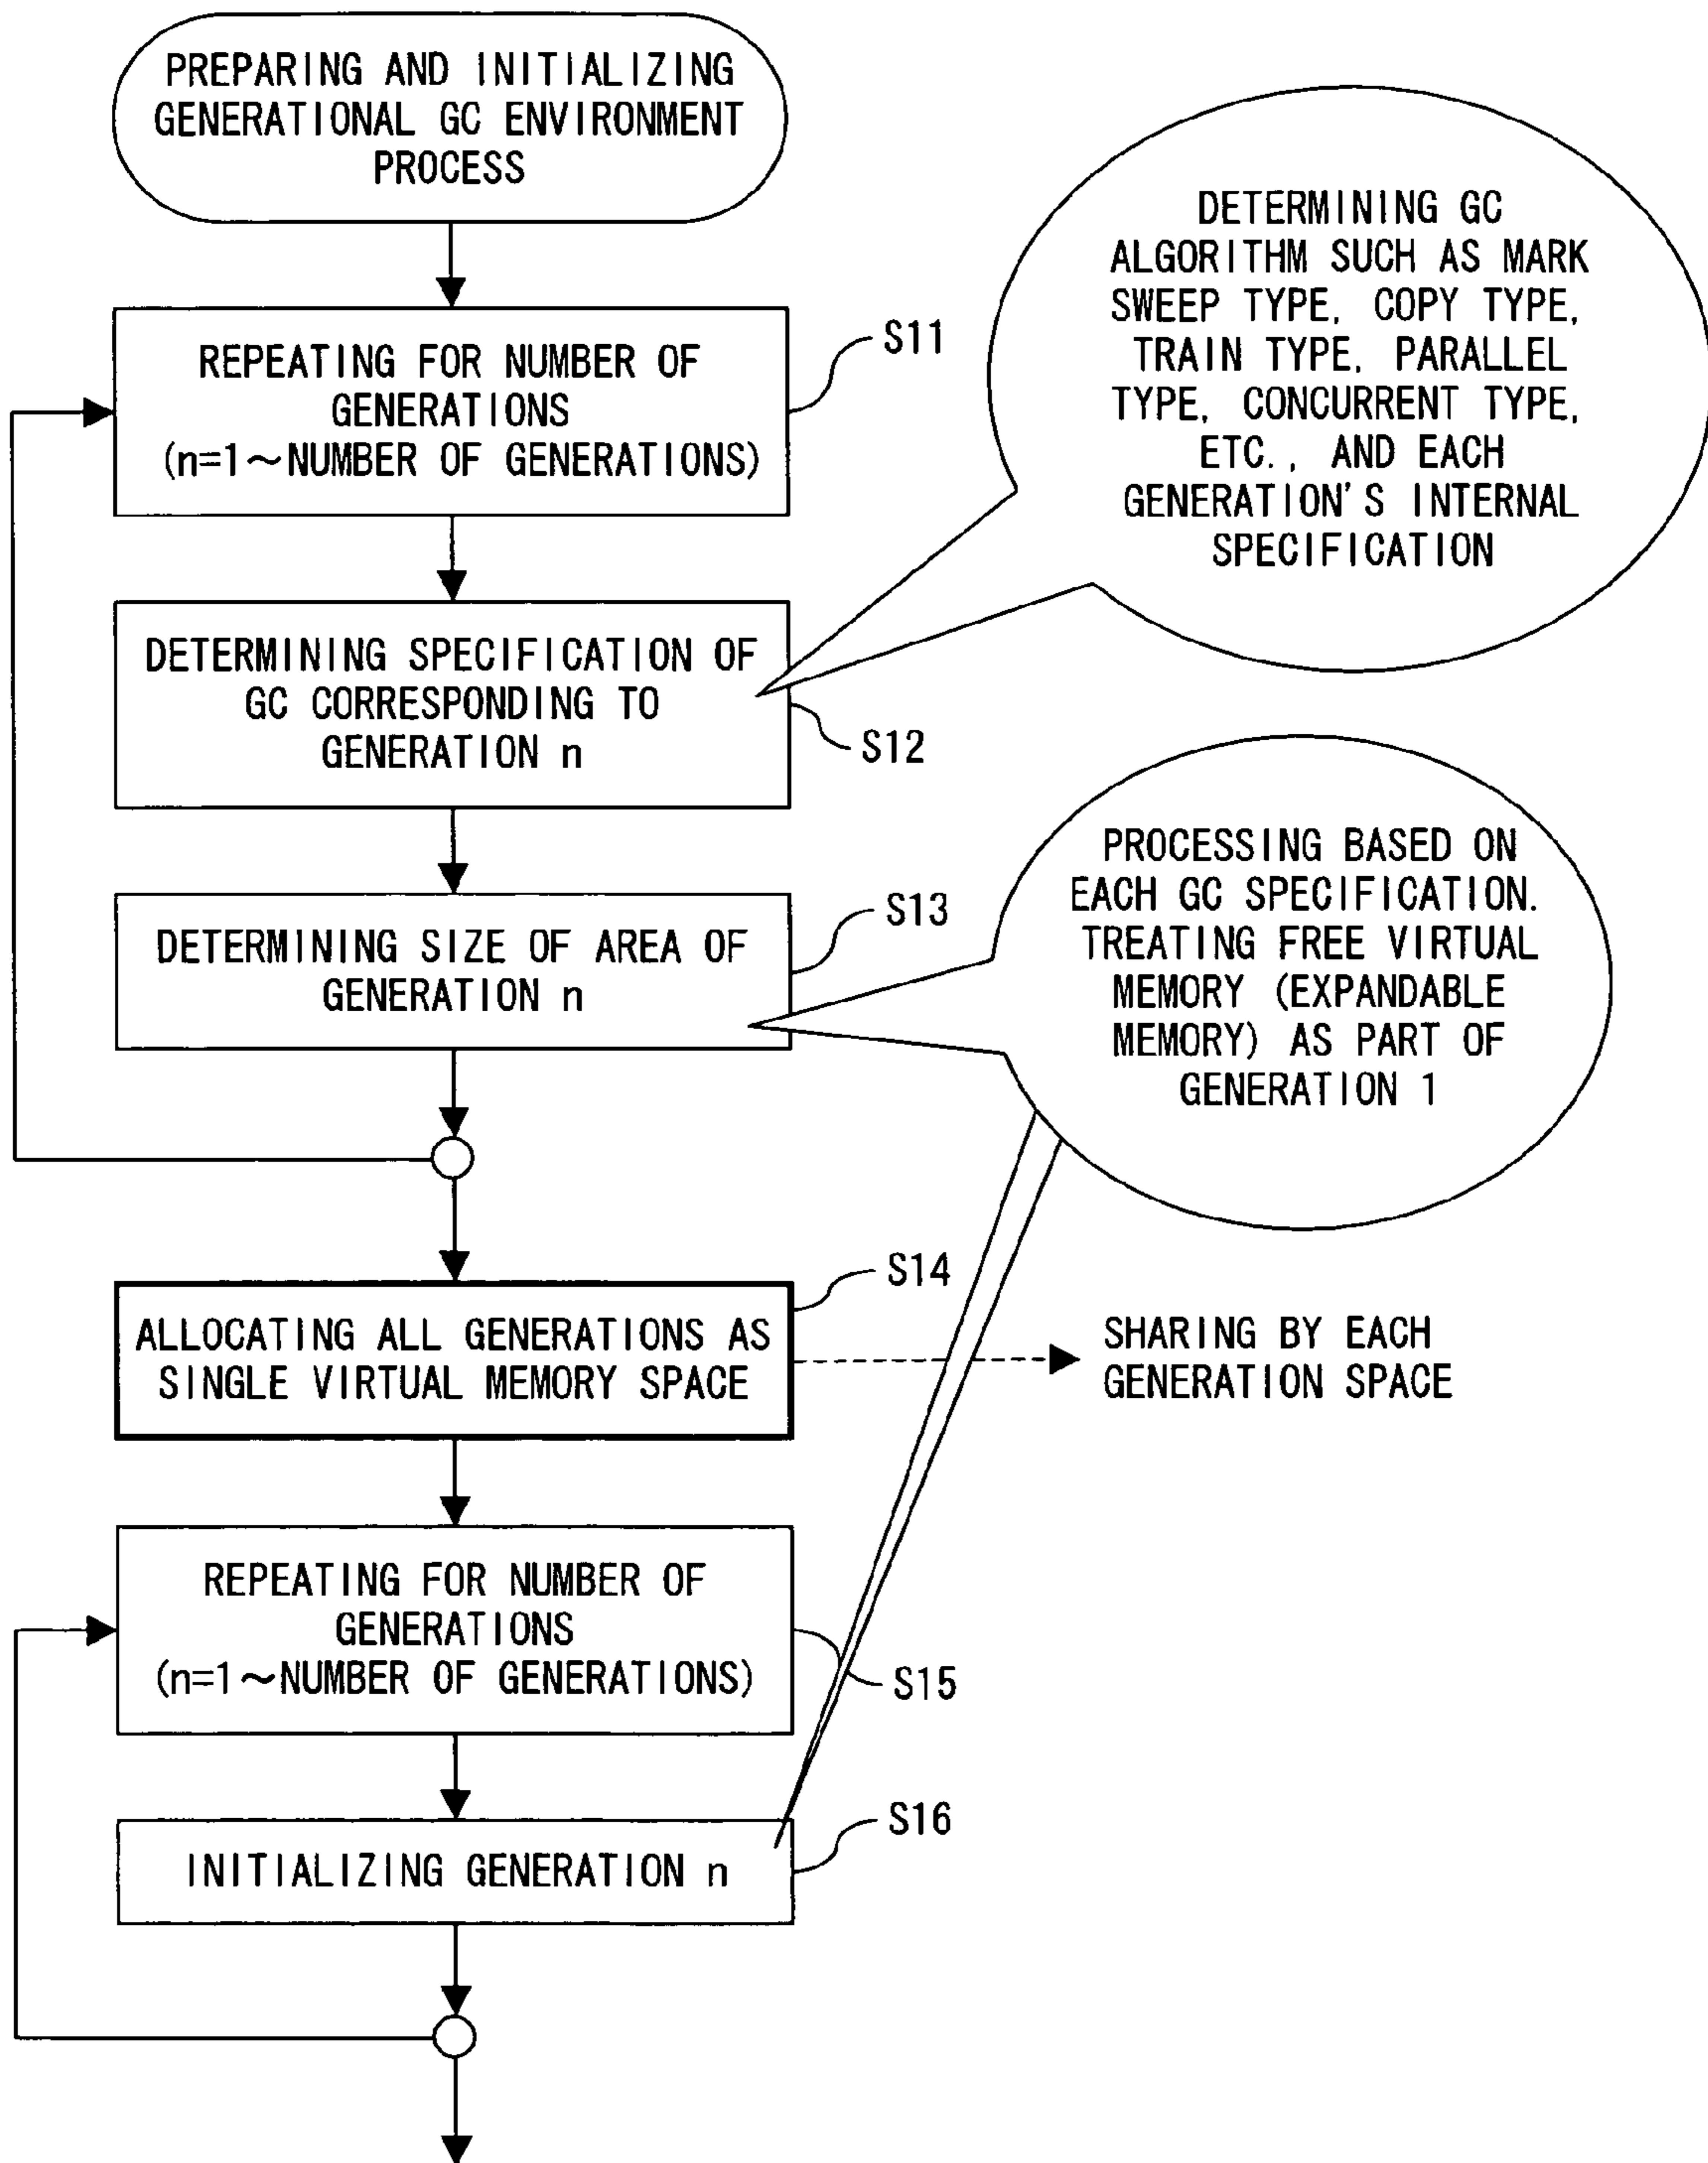 PREPARING AND INITIALIZING
GENERATIONAL GC ENVIRONMENT
PROCESS
REPEATING FOR NUMBER OF
GENERATIONS
(n=1～NUMBER OF GENERATIONS)
S11
DETERMINING GC
ALGORITHM SUCH AS MARK
SWEEP TYPE, COPY TYPE,
TRAIN TYPE, PARALLEL
TYPE, CONCURRENT TYPE,
ETC., AND EACH
GENERATION'S INTERNAL
SPECIFICATION
DETERMINING SPECIFICATION OF
GC CORRESPONDING TO
GENERATION n
S12
DETERMINING SIZE OF AREA OF
GENERATION n
S13
PROCESSING BASED ON
EACH GC SPECIFICATION.
TREATING FREE VIRTUAL
MEMORY (EXPANDABLE
MEMORY) AS PART OF
GENERATION 1
ALLOCATING ALL GENERATIONS AS
SINGLE VIRTUAL MEMORY SPACE
S14
SHARING BY EACH
GENERATION SPACE
REPEATING FOR NUMBER OF
GENERATIONS
(n=1～NUMBER OF GENERATIONS)
S15
INITIALIZING GENERATION n
S16